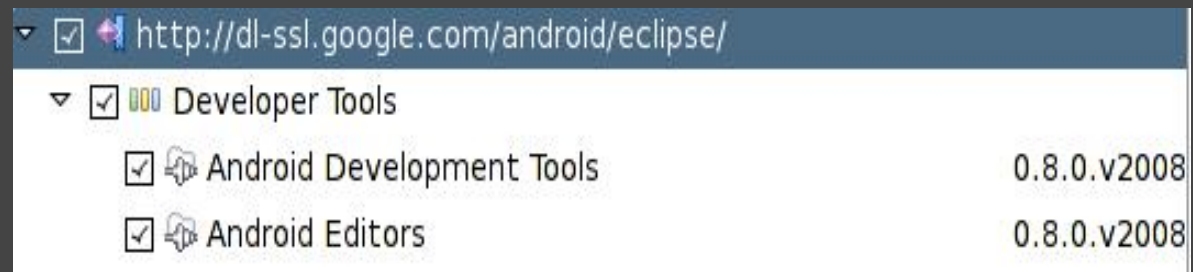 http://dl-ssl.google.com/android/eclipse/
Developer Tools
Android Development Tools 0.8.0.v2008
Android Editors 0.8.0.v2008